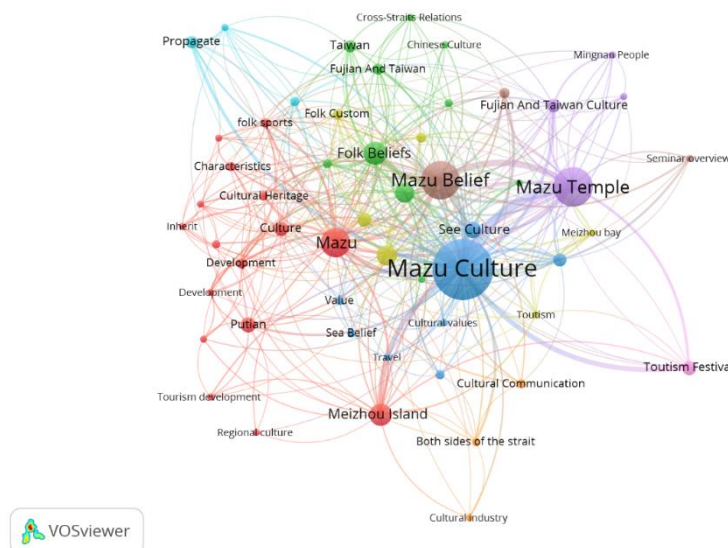 Cross-Straits Relations
Propagate
Taiwan
Chinese Culture
Mingnan People
Fujian And Taiwan
Fujian And Taiwan Culture
Folk Custom
folk sports
Folk Beliefs
Seminar overview
Characteristics
Mazu Belief
Mazu Temple
Cultural Heritage
Inherit
Culture
See Culture
Meizhou bay
Mazu
Development
Mazu Culture
Development
Value
Toutism
Putian
Sea Belief
Cultural values
Travel
Toutism Festival
Cultural Communication
Tourism development
Meizhou Island
Regional culture
Both sides of the strait
Cultural industry
VOSviewer